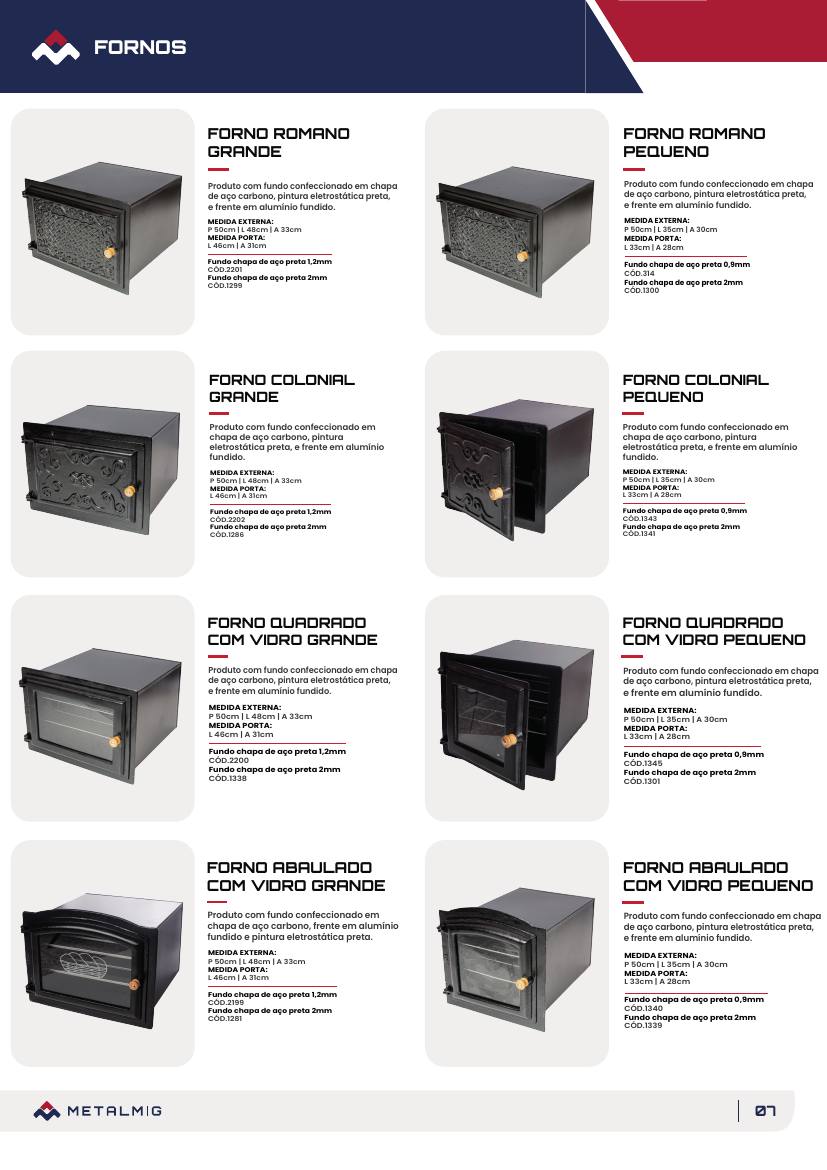 FORNOS
FORNO ROMANO
GRANDE
Produto com fundo confeccionado em chapa
de aço carbono, pintura eletrostática preta,
e frente em alumínio fundido.
MEDIDA EXTERNA:
P 50cm | L 48cm | A 33cm
MEDIDA PORTA:
L 46cm | A 31cm
Fundo chapa de aço preta 1,2mm
CÓD.2201
Fundo chapa de aço preta 2mm
CÓD.1299
FORNO ROMANO
PEQUENO
Produto com fundo confeccionado em chapa
de aço carbono, pintura eletrostática preta,
e frente em alumínio fundido.
MEDIDA EXTERNA:
P 50cm | L 35cm | A 30cm
MEDIDA PORTA:
L 33cm | A 28cm
Fundo chapa de aço preta 0,9mm
CÓD.314
Fundo chapa de aço preta 2mm
CÓD.1300
FORNO COLONIAL
GRANDE
Produto com fundo confeccionado em
chapa de aço carbono, pintura
eletrostática preta, e frente em alumínio
fundido.
MEDIDA EXTERNA:
P 50cm | L 48cm | A 33cm
MEDIDA PORTA:
L 46cm | A 31cm
Fundo chapa de aço preta 1,2mm
CÓD.2202
Fundo chapa de aço preta 2mm
CÓD.1286
FORNO COLONIAL
PEQUENO
Produto com fundo confeccionado em
chapa de aço carbono, pintura
eletrostática preta, e frente em alumínio
fundido.
MEDIDA EXTERNA:
P 50cm | L 35cm | A 30cm
MEDIDA PORTA:
L 33cm | A 28cm
Fundo chapa de aço preta 0,9mm
CÓD.1343
Fundo chapa de aço preta 2mm
CÓD.1341
FORNO QUADRADO
COM VIDRO GRANDE
Produto com fundo confeccionado em chapa
de aço carbono, pintura eletrostática preta,
e frente em alumínio fundido.
MEDIDA EXTERNA:
P 50cm | L 48cm | A 33cm
MEDIDA PORTA:
L 46cm | A 31cm
Fundo chapa de aço preta 1,2mm
CÓD.2200
Fundo chapa de aço preta 2mm
CÓD.1338
FORNO QUADRADO
COM VIDRO PEQUENO
Produto com fundo confeccionado em chapa
de aço carbono, pintura eletrostática preta,
e frente em alumínio fundido.
MEDIDA EXTERNA:
P 50cm | L 35cm | A 30cm
MEDIDA PORTA:
L 33cm | A 28cm
Fundo chapa de aço preta 0,9mm
CÓD.1345
Fundo chapa de aço preta 2mm
CÓD.1301
FORNO ABAULADO
COM VIDRO GRANDE
Produto com fundo confeccionado em
chapa de aço carbono, frente em alumínio
fundido e pintura eletrostática preta.
MEDIDA EXTERNA:
P 50cm | L 48cm | A 33cm
MEDIDA PORTA:
L 46cm | A 31cm
Fundo chapa de aço preta 1,2mm
CÓD.2199
Fundo chapa de aço preta 2mm
CÓD.1281
FORNO ABAULADO
COM VIDRO PEQUENO
Produto com fundo confeccionado em chapa
de aço carbono, pintura eletrostática preta,
e frente em alumínio fundido.
MEDIDA EXTERNA:
P 50cm | L 35cm | A 30cm
MEDIDA PORTA:
L 33cm | A 28cm
Fundo chapa de aço preta 0,9mm
CÓD.1340
Fundo chapa de aço preta 2mm
CÓD.1339
METALMIG
07